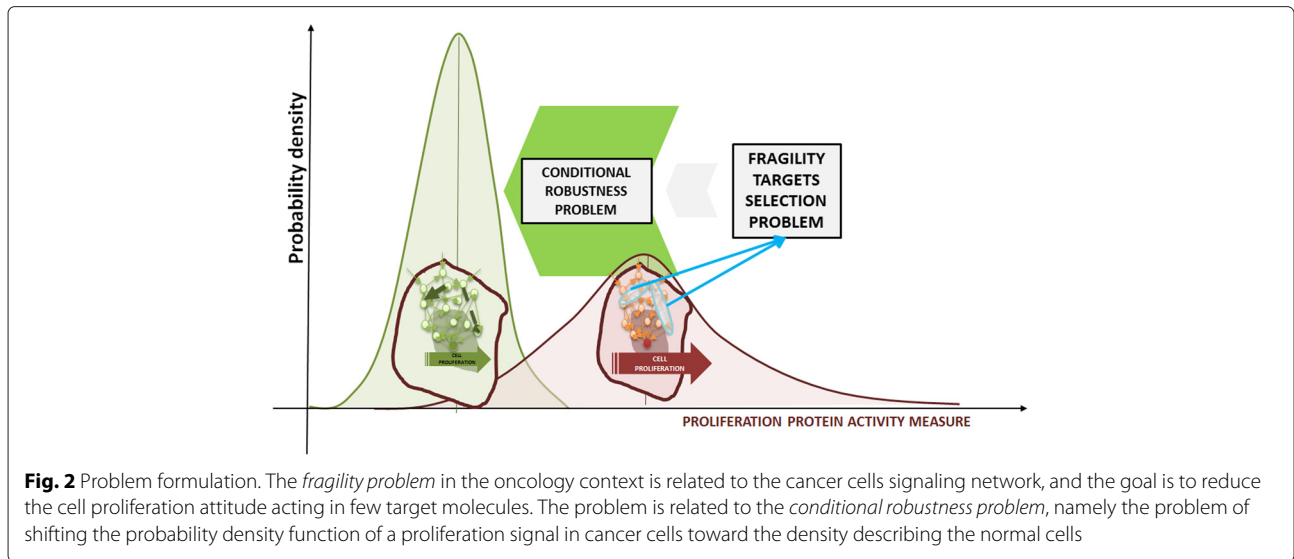 Probability density
CONDITIONAL
ROBUSTNESS
PROBLEM
FRAGILITY
TARGETS
SELECTION
PROBLEM
CELL
PROLIFERATION
CELL
PROLIFERATION
PROLIFERATION PROTEIN ACTIVITY MEASURE
Fig. 2 Problem formulation. The fragility problem in the oncology context is related to the cancer cells signaling network, and the goal is to reduce
the cell proliferation attitude acting in few target molecules. The problem is related to the conditional robustness problem, namely the problem of
shifting the probability density function of a proliferation signal in cancer cells toward the density describing the normal cells